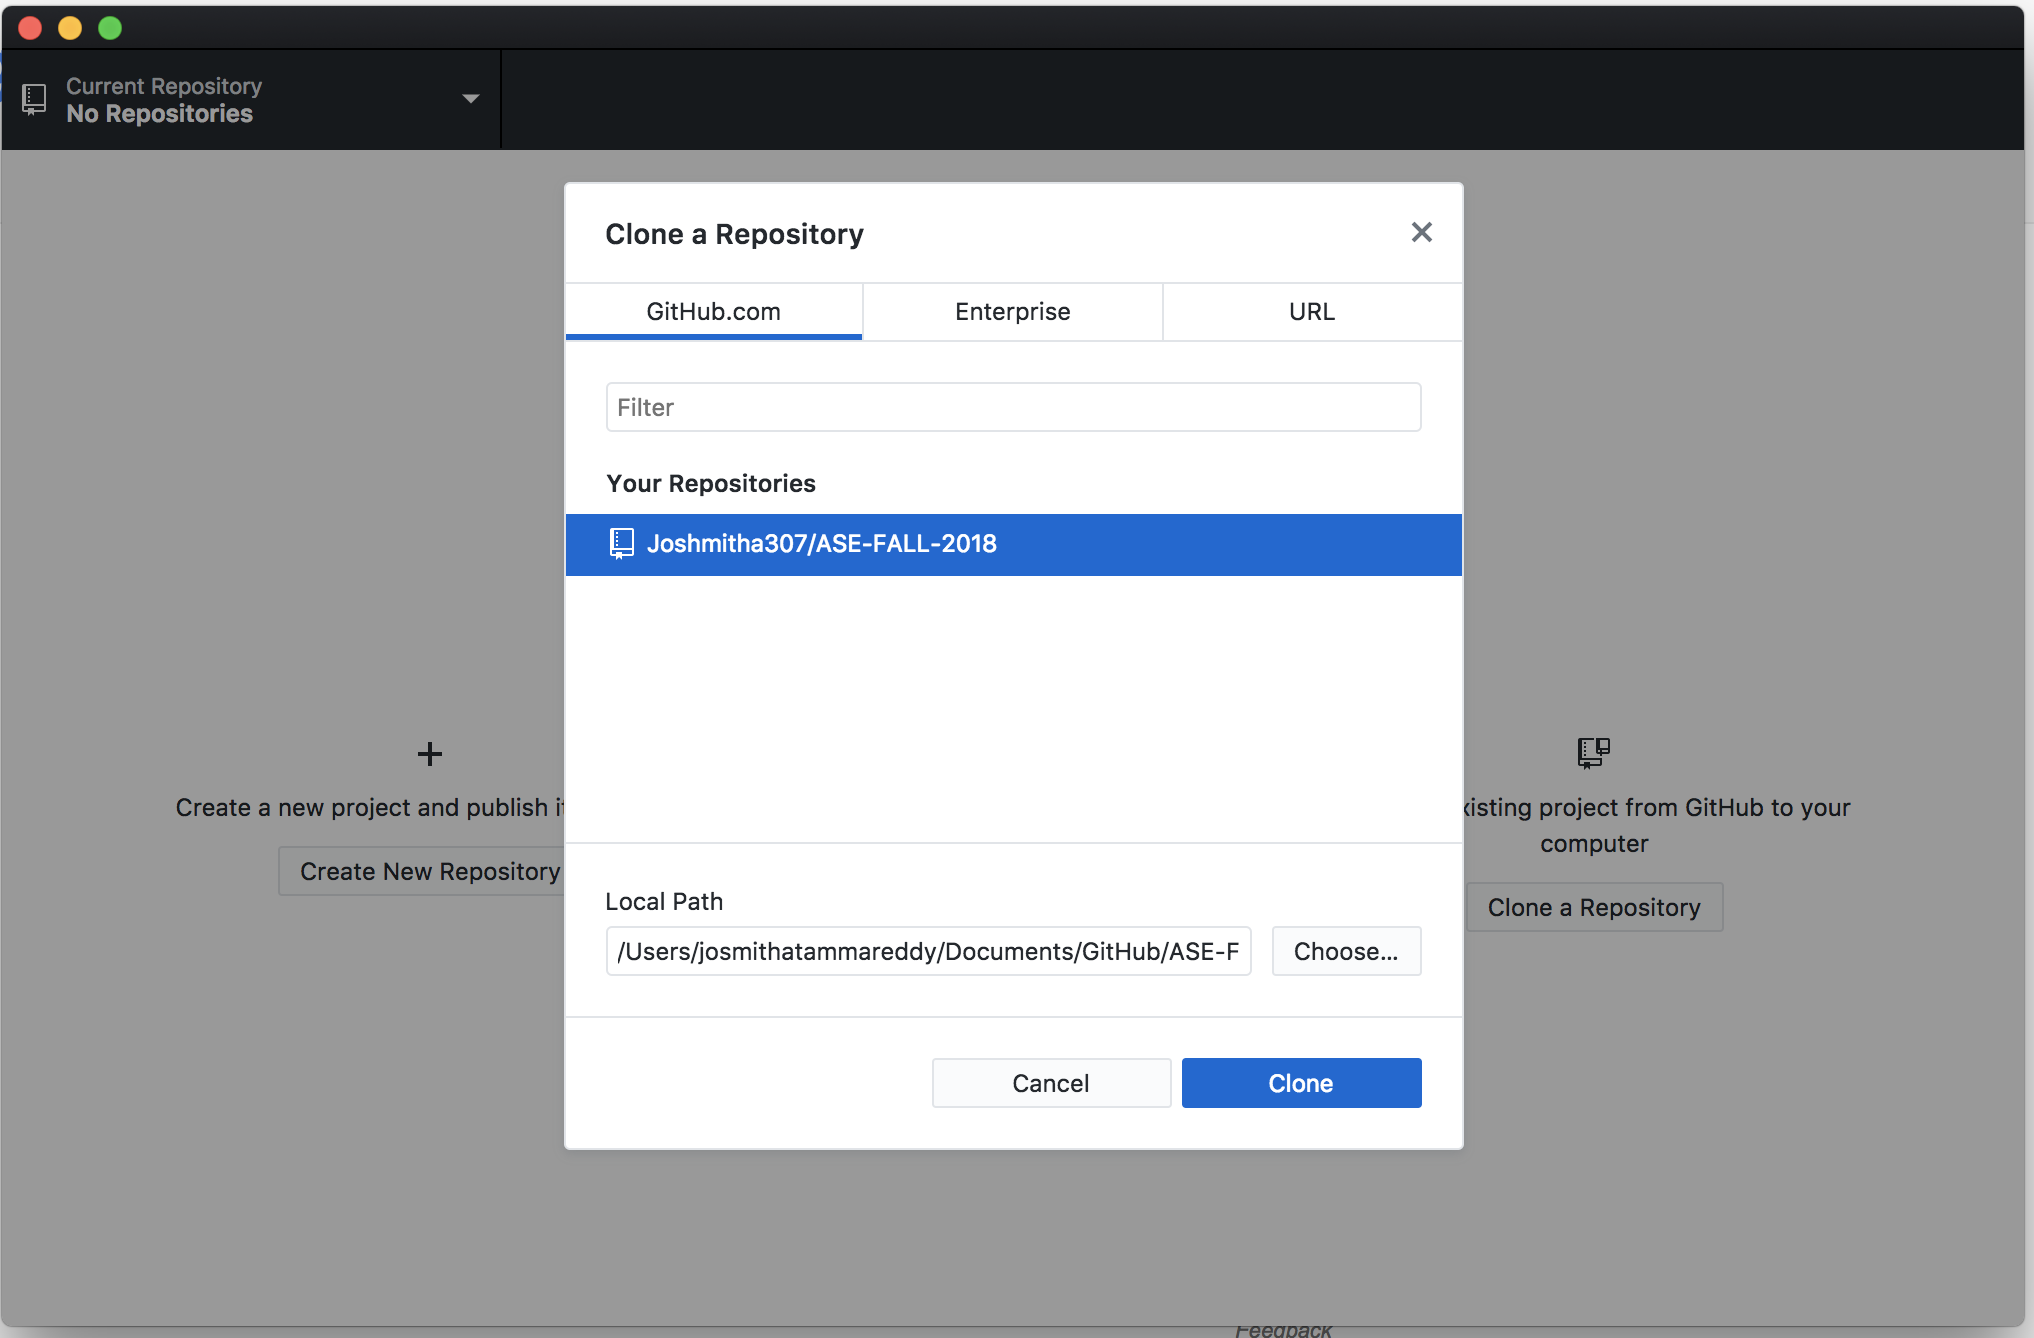 Current Repository
No Repositories
Clone a Repository
GitHub.com
Enterprise
URL
Filter
Your Repositories
Joshmitha307/ASE-FALL-2018
Create a new project and publish
Create New Repository
project from GitHub to your
computer
Clone a Repository
Local Path
/Users/josmithatammareddy/Documents/GitHub/ASE-F
Choose...
Cancel
Clone
Feedback